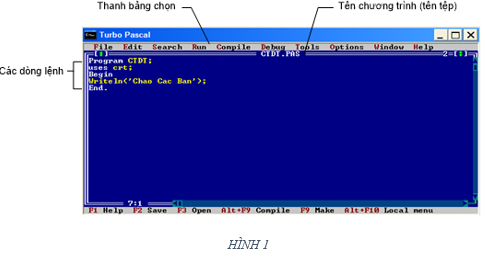 Thanh bảng chọn
Tên chương trình (tên tệp)
Turbo Pascal
File Edit Search Run Compile Debug Tools Options Window Help
CTDT.PAS 2
Các dòng lệnh
Program CTDT;
uses crt;
Begin
Writeln('Chao Cac Ban');
End.
7:1
F1 Help F2 Save F3 Open Alt+F9 Compile F9 Make Alt+F10 Local menu
HÌNH 1